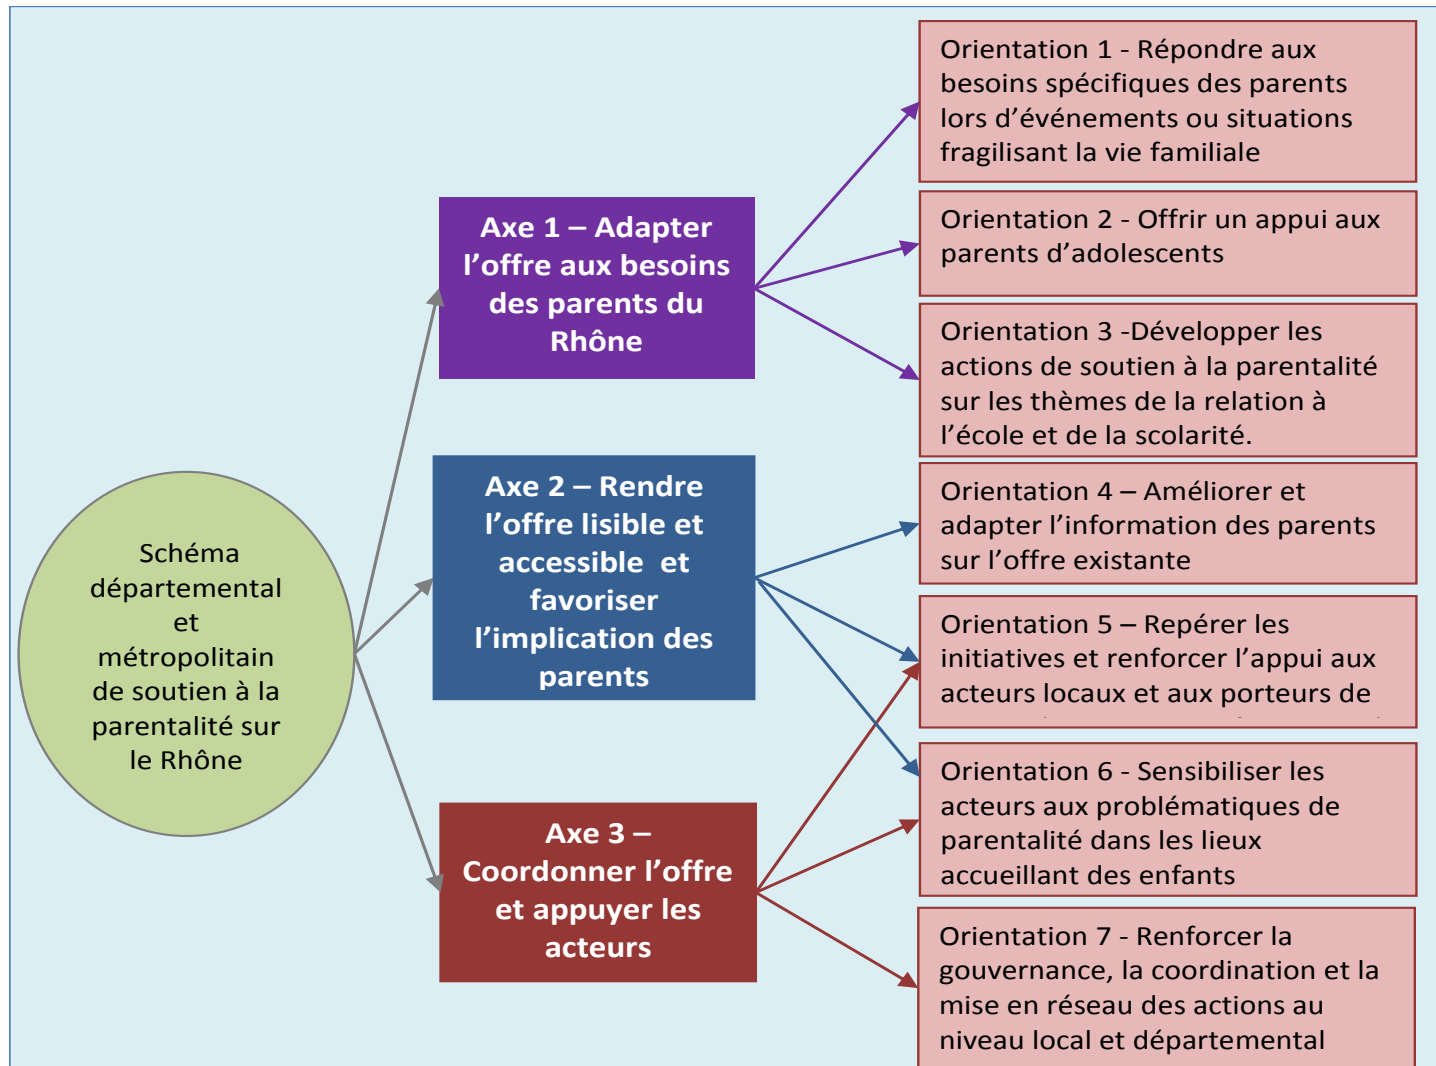 Schéma
départemental
et
métropolitain
de soutien à la
parentalité sur
le Rhône
Axe 1 – Adapter
l’offre aux besoins
des parents du
Rhône
Axe 2 – Rendre
l’offre lisible et
accessible  et
favoriser
l’implication des
parents
Axe 3 –
Coordonner l’offre
et appuyer les
acteurs
Orientation 1 - Répondre aux
besoins spécifiques des parents
lors d’événements ou situations
fragilisant la vie familiale
Orientation 2 - Offrir un appui aux
parents d’adolescents
Orientation 3 -Développer les
actions de soutien à la parentalité
sur les thèmes de la relation à
l’école et de la scolarité.
Orientation 4 – Améliorer et
adapter l’information des parents
sur l’offre existante
Orientation 5 – Repérer les
initiatives et renforcer l’appui aux
acteurs locaux et aux porteurs de
Orientation 6 - Sensibiliser les
acteurs aux problématiques de
parentalité dans les lieux
accueillant des enfants
Orientation 7 - Renforcer la
gouvernance, la coordination et la
mise en réseau des actions au
niveau local et départemental